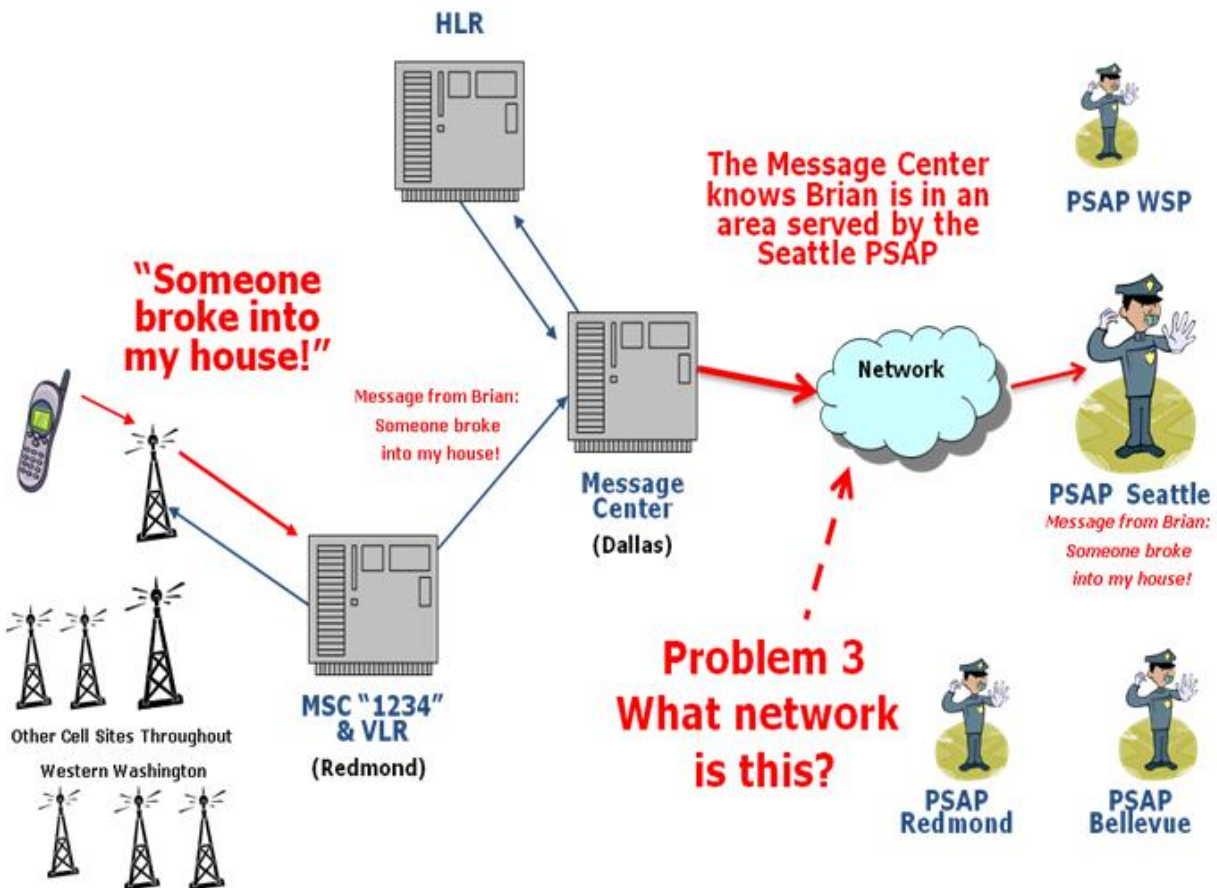 HLR
PSAP WSP
The Message Center
knows Brian is in an
area served by the
Seattle PSAP
“Someone
broke into
my house!”
Message from Brian:
Someone broke
into my house!
Network
Message
Center
(Dallas)
PSAP Seattle
Message from Brian:
Someone broke
into my house!
MSC “1234”
& VLR
(Redmond)
Other Cell Sites Throughout
Western Washington
Problem 3
What network
is this?
PSAP
Redmond
PSAP
Bellevue